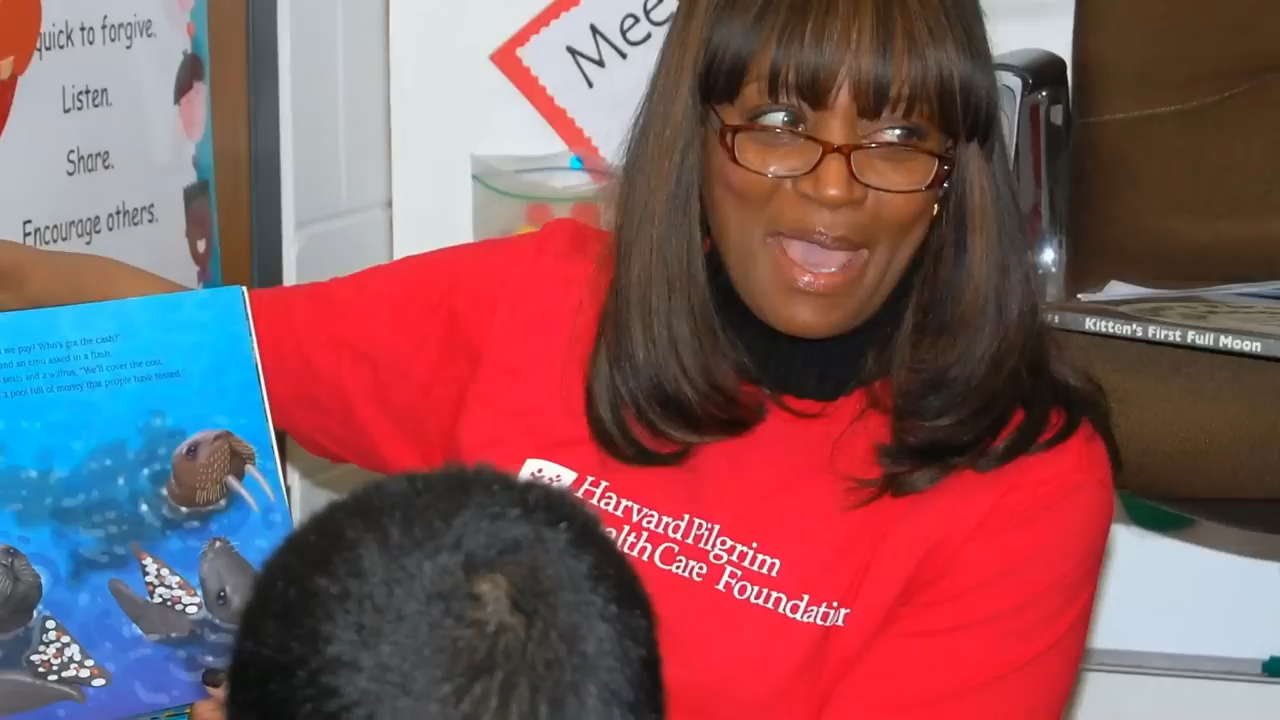 quick to forgive.
Listen.
Share.
Encourage others.
Mee
we pay? Who's got the cash?"
and an emu asked in a flash.
seals and a walrus. "We'll cover the cost.
a pool full of money that people have tossed."
Kitten's First Full Moon
Harvard Pilgrim
alth Care Foundation